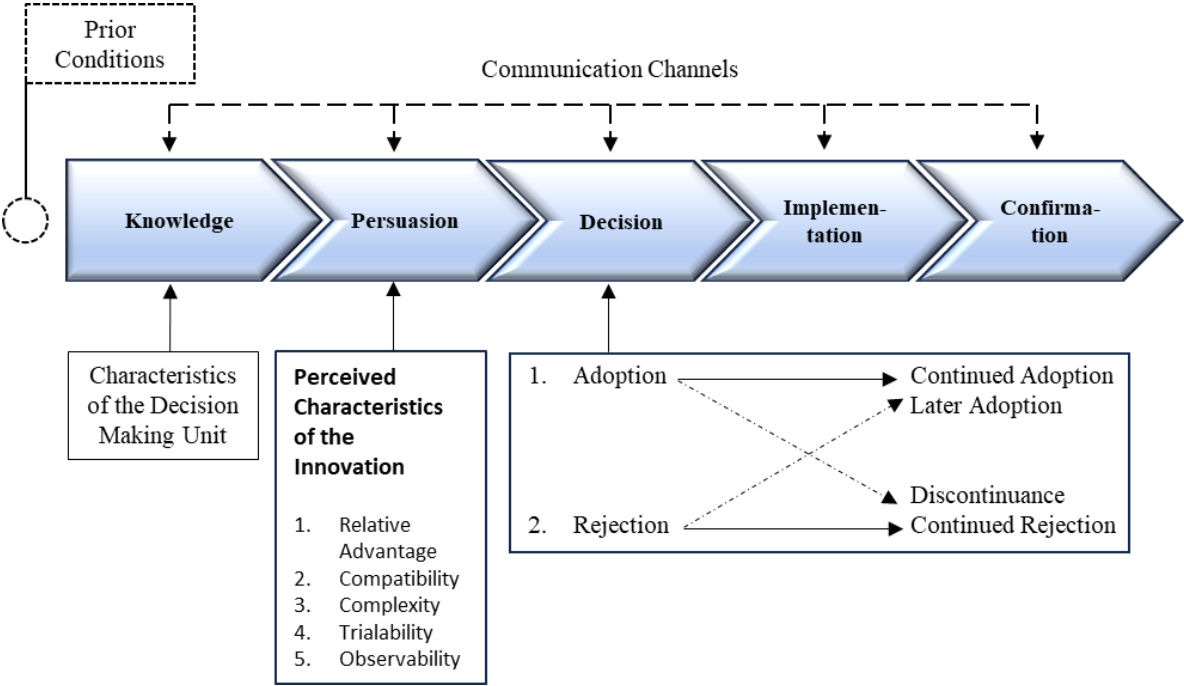 Prior
Conditions
Communication Channels
Knowledge
Persuasion
Decision
Implemen-
tation
Confirma-
tion
Characteristics
of the Decision
Making Unit
Perceived
Characteristics
of the
Innovation
1. Relative
Advantage
2. Compatibility
3. Complexity
4. Trialability
5. Observability
1. Adoption
Continued Adoption
Later Adoption
Discontinuance
2. Rejection
Continued Rejection